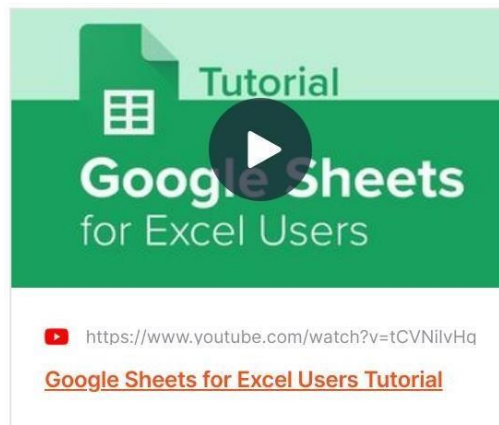 Tutorial
Google Sheets
for Excel Users
https://www.youtube.com/watch?v=tCVNilvHq
Google Sheets for Excel Users Tutorial